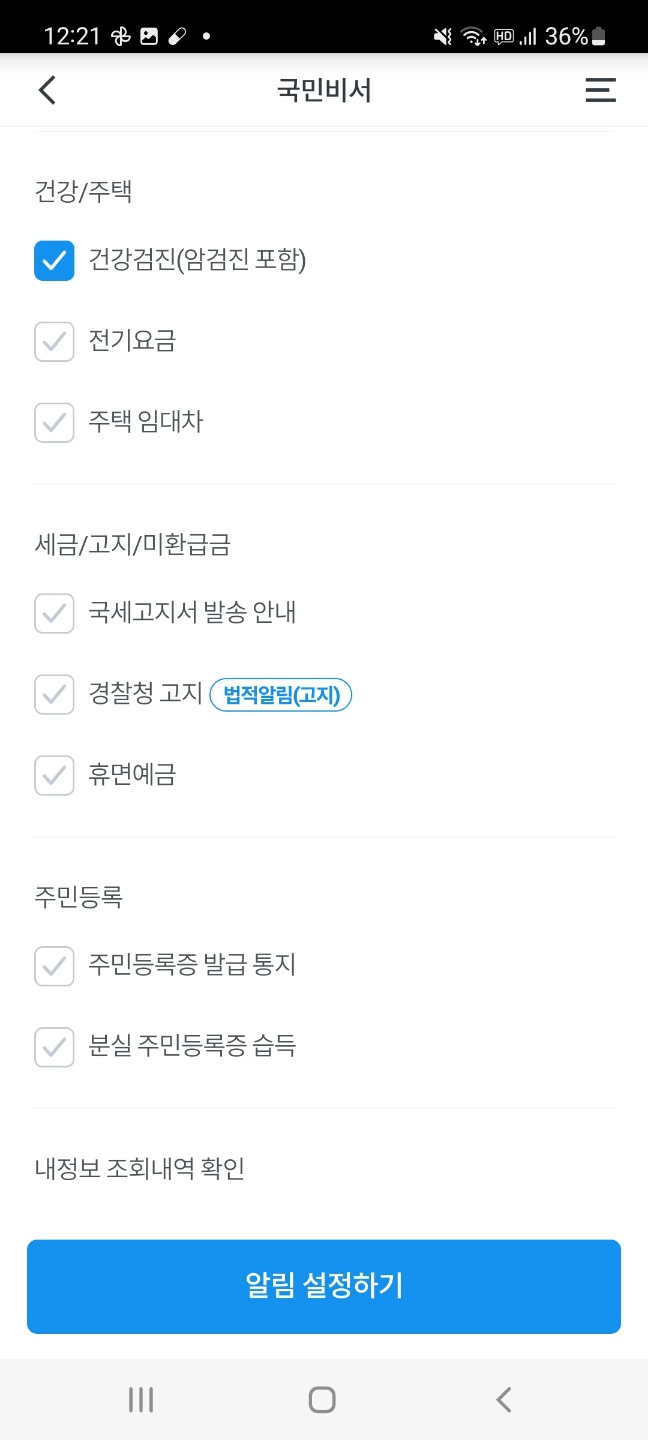 12:21 HD 36%
국민비서
건강/주택
건강검진(암검진 포함)
전기요금
주택 임대차
세금/고지/미환급금
국세고지서 발송 안내
경찰청 고지 법적알림(고지)
휴면예금
주민등록
주민등록증 발급 통지
분실 주민등록증 습득
내정보 조회내역 확인
알림 설정하기